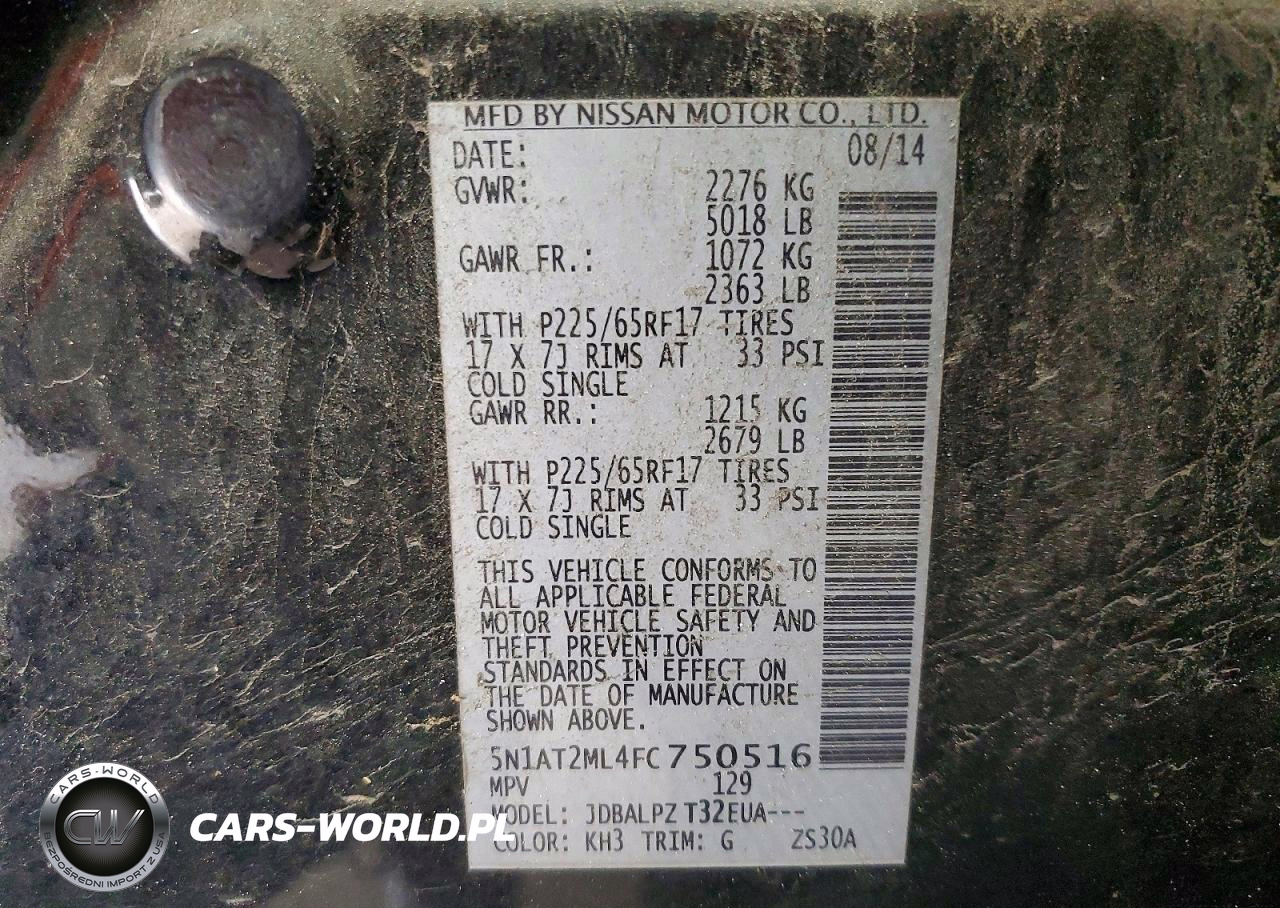 MFD BY NISSAN MOTOR CO., LTD.
DATE: 08/14
GVWR: 2276 KG
5018 LB
GAWR FR.: 1072 KG
2363 LB
WITH P225/65RF17 TIRES
17 X 7J RIMS AT 33 PSI
COLD SINGLE
GAWR RR.: 1215 KG
2679 LB
WITH P225/65RF17 TIRES
17 X 7J RIMS AT 33 PSI
COLD SINGLE
THIS VEHICLE CONFORMS TO
ALL APPLICABLE FEDERAL
MOTOR VEHICLE SAFETY AND
THEFT PREVENTION
STANDARDS IN EFFECT ON
THE DATE OF MANUFACTURE
SHOWN ABOVE.
5N1AT2ML4FC750516
MPV 129
MODEL: JDBALPZ T32EUA---
COLOR: KH3 TRIM: G ZS30A
CARS-WORLD
CW
BEZPOŚREDNI IMPORT Z USA
CARS-WORLD.PL